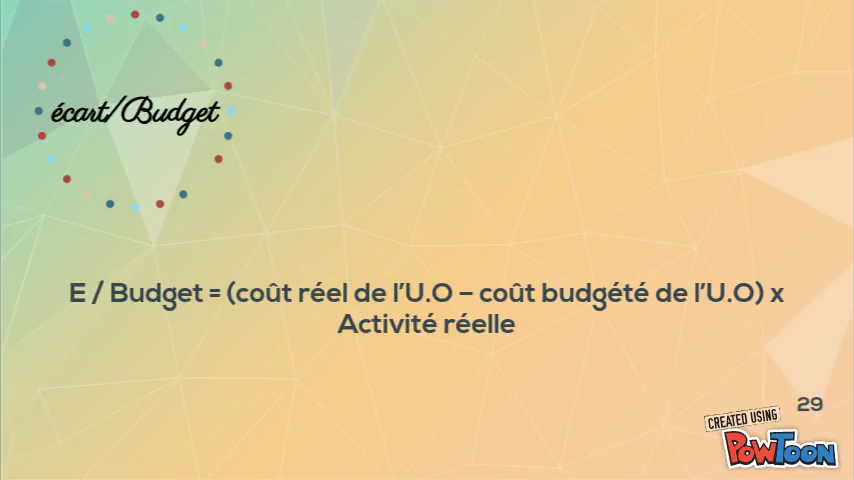 écart/Budget
E / Budget = (coût réel de l'U.O – coût budgété de l'U.O) x
Activité réelle
29
CREATED USING
POWTOON